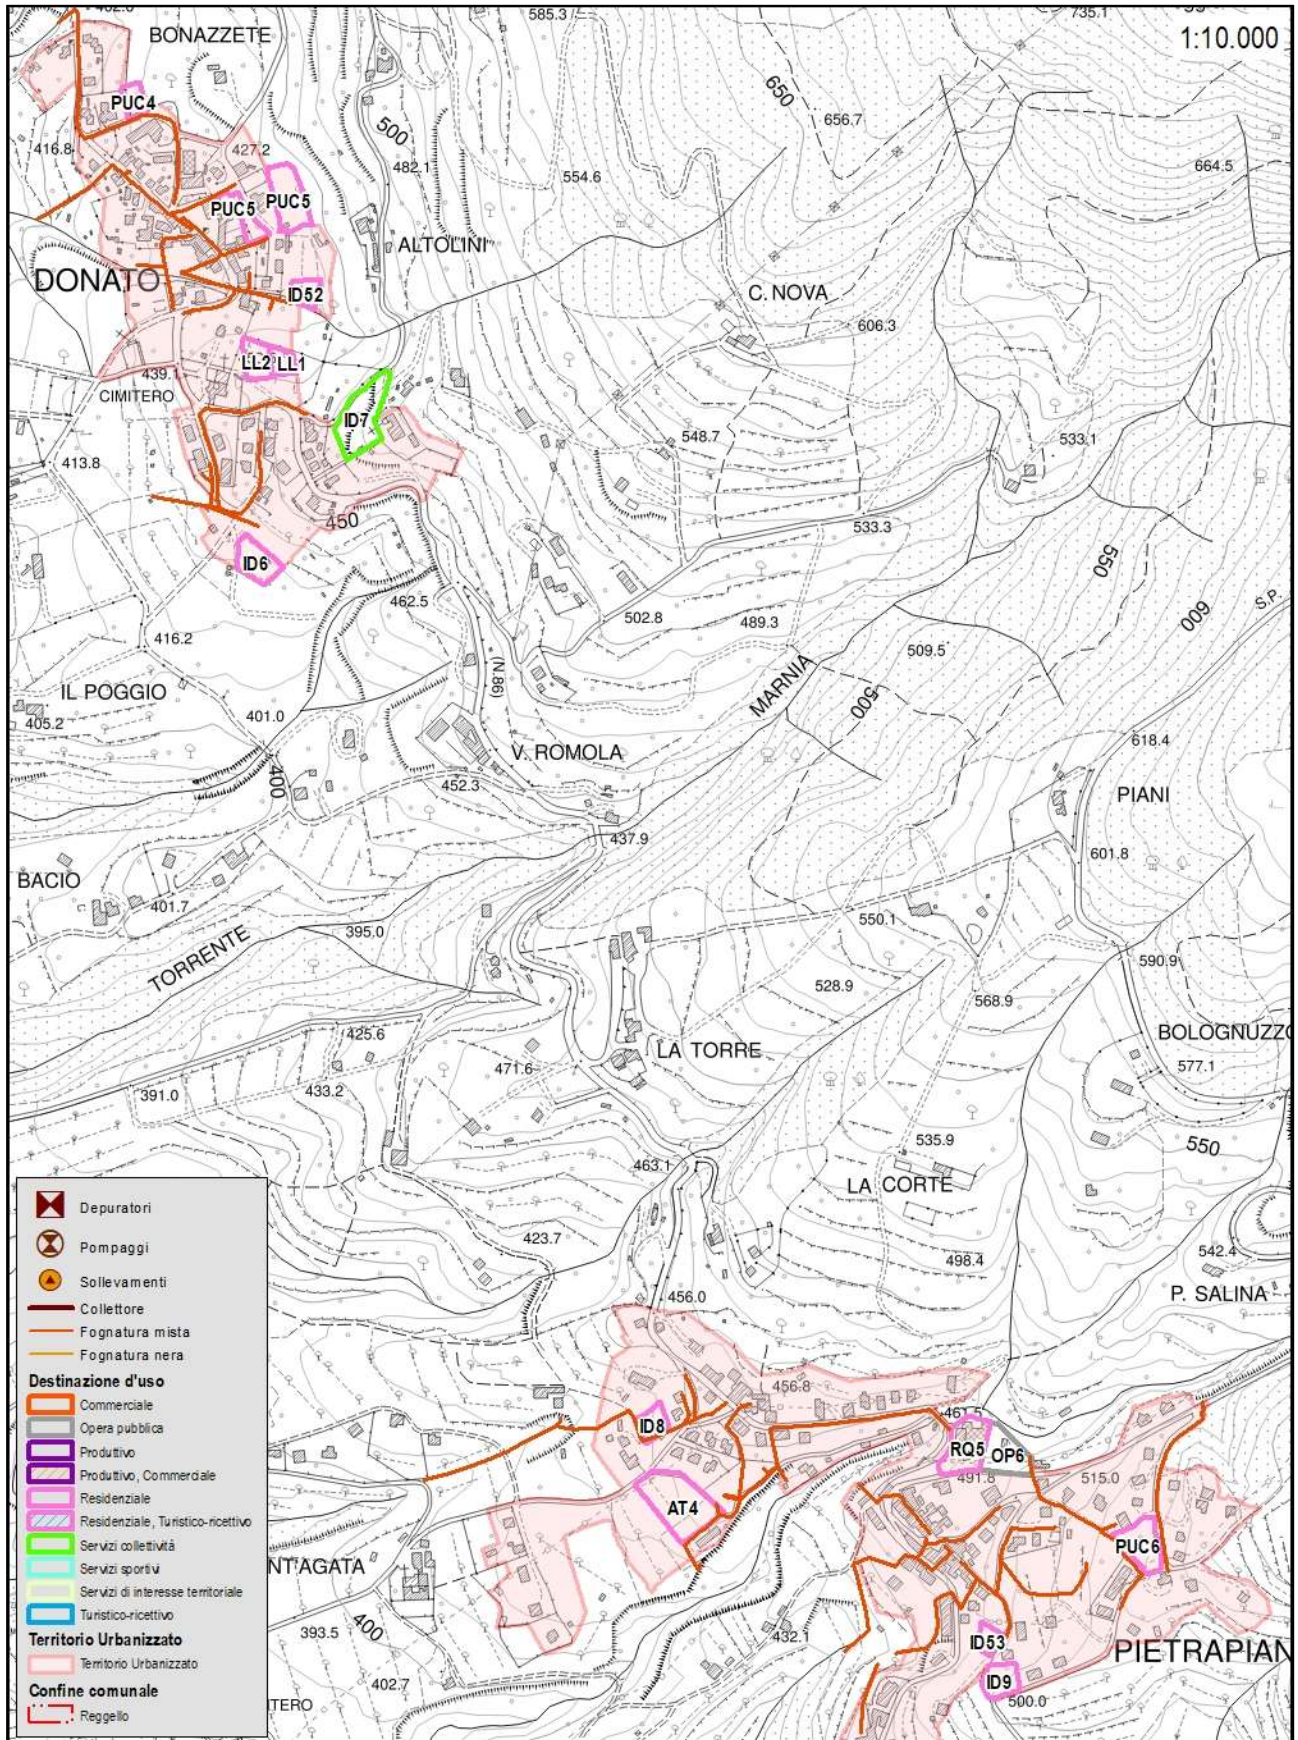 585.3
735.1
1:10.000
BONAZZETE
PUC4
650
656.7
500
416.8
427.2
482.1
554.6
664.5
PUC5
PUC5
ALTOLINI
DONATO
ID52
C. NOVA
606.3
LL2
LL1
439.1
CIMITERO
ID7
548.7
533.1
413.8
450
533.3
550
ID6
462.5
502.8
489.3
600
S.P.
416.2
509.5
(N.86)
MARNIA
IL POGGIO
500
401.0
405.2
V. ROMOLA
618.4
400
452.3
PIANI
437.9
601.8
BACIO
401.7
550.1
395.0
TORRENTE
590.9
528.9
568.9
425.6
BOLOGNUZZO
LA TORRE
471.6
577.1
391.0
433.2
535.9
550
463.1
LA CORTE
423.7
542.4
498.4
456.0
P. SALINA
Depuratori
Pompaggi
Sollevamenti
Collettore
Fognatura mista
Fognatura nera
Destinazione d'uso
Commerciale
Opera pubblica
Produttivo
Produttivo, Commerciale
Residenziale
Residenziale, Turistico-ricettivo
Servizi collettività
Servizi sportivi
Servizi di interesse territoriale
Turistico-ricettivo
Territorio Urbanizzato
Territorio Urbanizzato
Confine comunale
Reggello
456.8
461.5
ID8
RQ5
OP6
491.8
515.0
AT4
PUC6
NT'AGATA
400
393.5
432.1
ID53
PIETRAPIAN
402.7
ID9
500.0
TERO